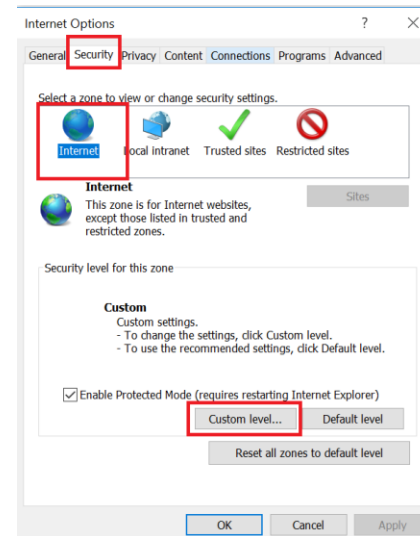 Internet Options ? ×
General Security Privacy Content Connections Programs Advanced
Select a zone to view or change security settings.
Internet Local intranet Trusted sites Restricted sites
Internet
Sites
This zone is for Internet websites,
except those listed in trusted and
restricted zones.
Security level for this zone
Custom
Custom settings.
- To change the settings, click Custom level.
- To use the recommended settings, click Default level.
Enable Protected Mode (requires restarting Internet Explorer)
Custom level... Default level
Reset all zones to default level
OK Cancel Apply